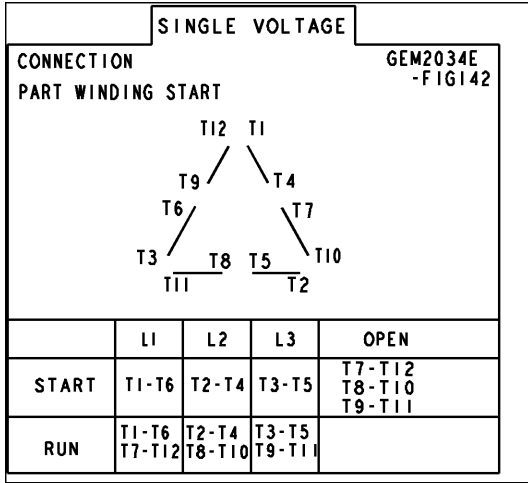 SINGLE VOLTAGE
CONNECTION GEM2034E
-FIG142
PART WINDING START
T12 T1
T9 T4
T6 T7
T3 T8 T5 T10
T11 T2
L1 L2 L3 OPEN
START T1-T6 T2-T4 T3-T5 T7-T12
T8-T10
T9-T11
RUN T1-T6 T2-T4 T3-T5
T7-T12 T8-T10 T9-T11